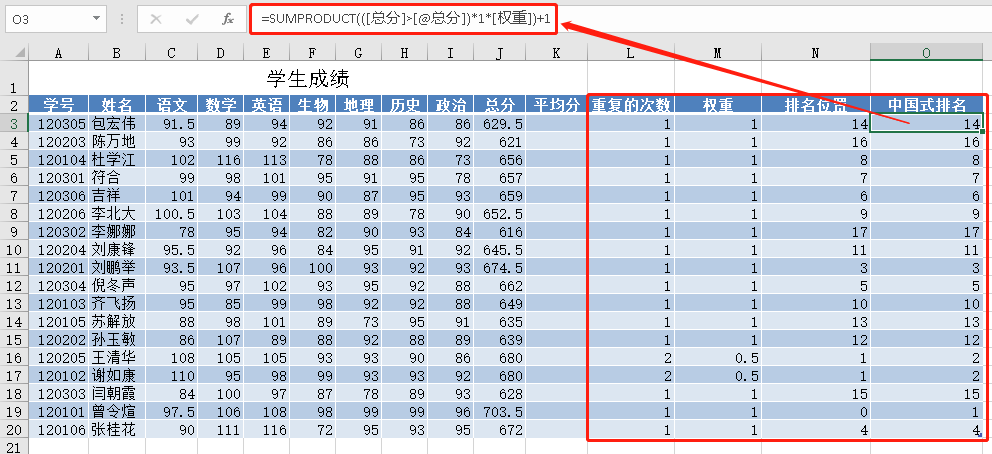 O3 fx =SUMPRODUCT(([总分]>[@总分])*1*[权重])+1
A B C D E F G H I J K L M N O
1 学生成绩
2 学号 姓名 语文 数学 英语 生物 地理 历史 政治 总分 平均分 重复的次数 权重 排名位置 中国式排名
3 120305 包宏伟 91.5 89 94 92 91 86 86 629.5 1 1 14 14
4 120203 陈万地 93 99 92 86 86 73 92 621 1 1 16 16
5 120104 杜学江 102 116 113 78 88 86 73 656 1 1 8 8
6 120301 符合 99 98 101 95 91 95 78 657 1 1 7 7
7 120306 吉祥 101 94 99 90 87 95 93 659 1 1 6 6
8 120206 李北大 100.5 103 104 88 89 78 90 652.5 1 1 9 9
9 120302 李娜娜 78 95 94 82 90 93 84 616 1 1 17 17
10 120204 刘康锋 95.5 92 96 84 95 91 92 645.5 1 1 11 11
11 120201 刘鹏举 93.5 107 96 100 93 92 93 674.5 1 1 3 3
12 120304 倪冬声 95 97 102 93 95 92 88 662 1 1 5 5
13 120103 齐飞扬 95 85 99 98 92 92 88 649 1 1 10 10
14 120105 苏解放 88 98 101 89 73 95 91 635 1 1 13 13
15 120202 孙玉敏 86 107 89 88 92 88 89 639 1 1 12 12
16 120205 王清华 108 105 105 93 93 90 86 680 2 0.5 1 2
17 120102 谢如康 110 95 98 99 93 93 92 680 2 0.5 1 2
18 120303 闫朝霞 84 100 97 87 78 89 93 628 1 1 15 15
19 120101 曾令煊 97.5 106 108 98 99 99 96 703.5 1 1 0 1
20 120106 张桂花 90 111 116 72 95 93 95 672 1 1 4 4
21